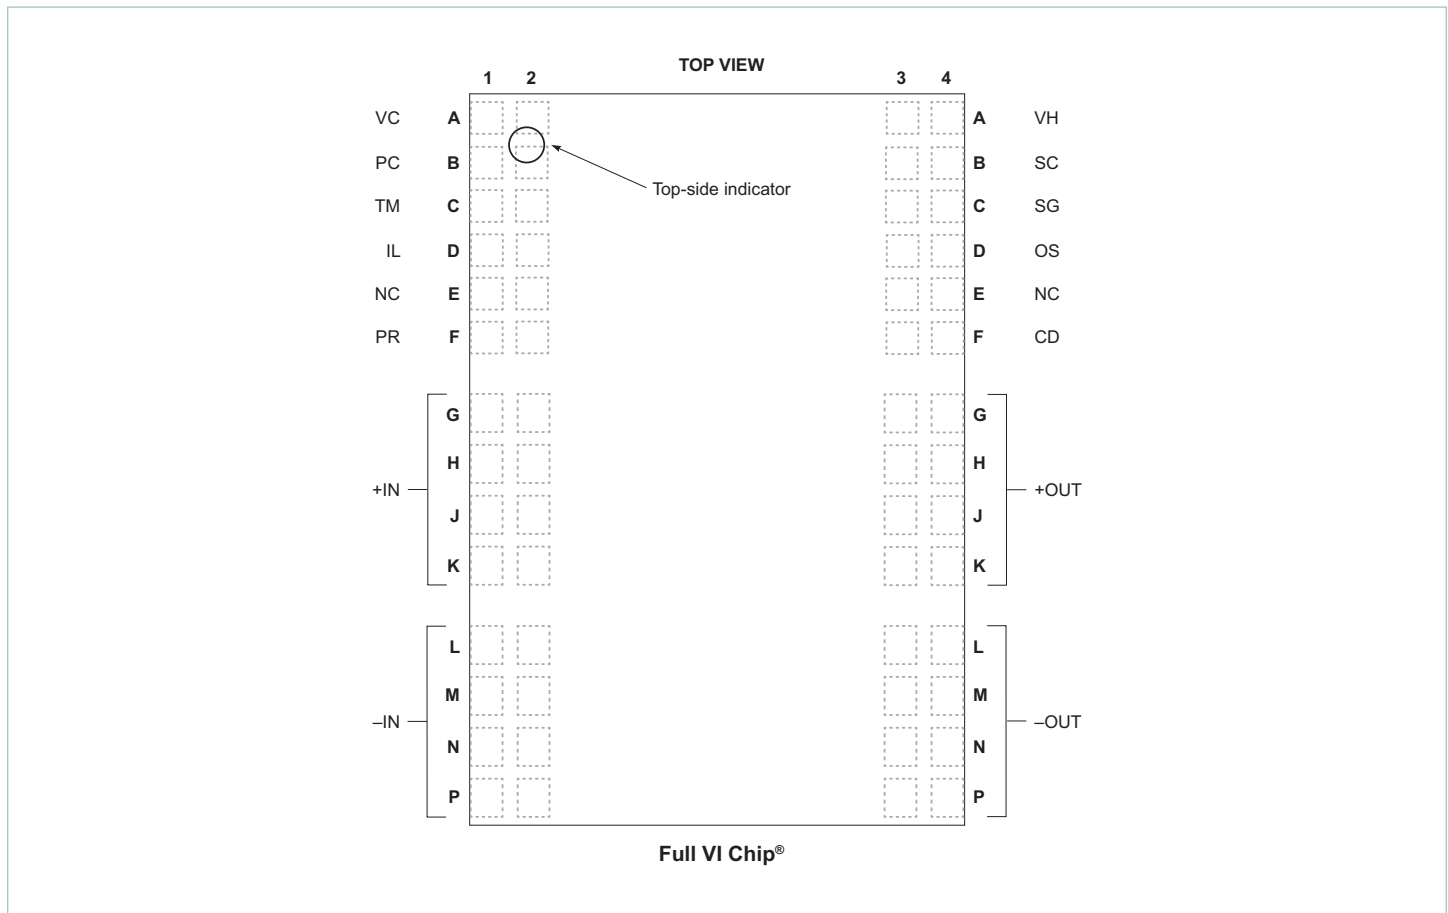 TOP VIEW
1 2 3 4
VC A A VH
PC B B SC
Top-side indicator
TM C C SG
IL D D OS
NC E E NC
PR F F CD
G G
H H
+IN +OUT
J J
K K
L L
M M
–IN –OUT
N N
P P
Full VI Chip®